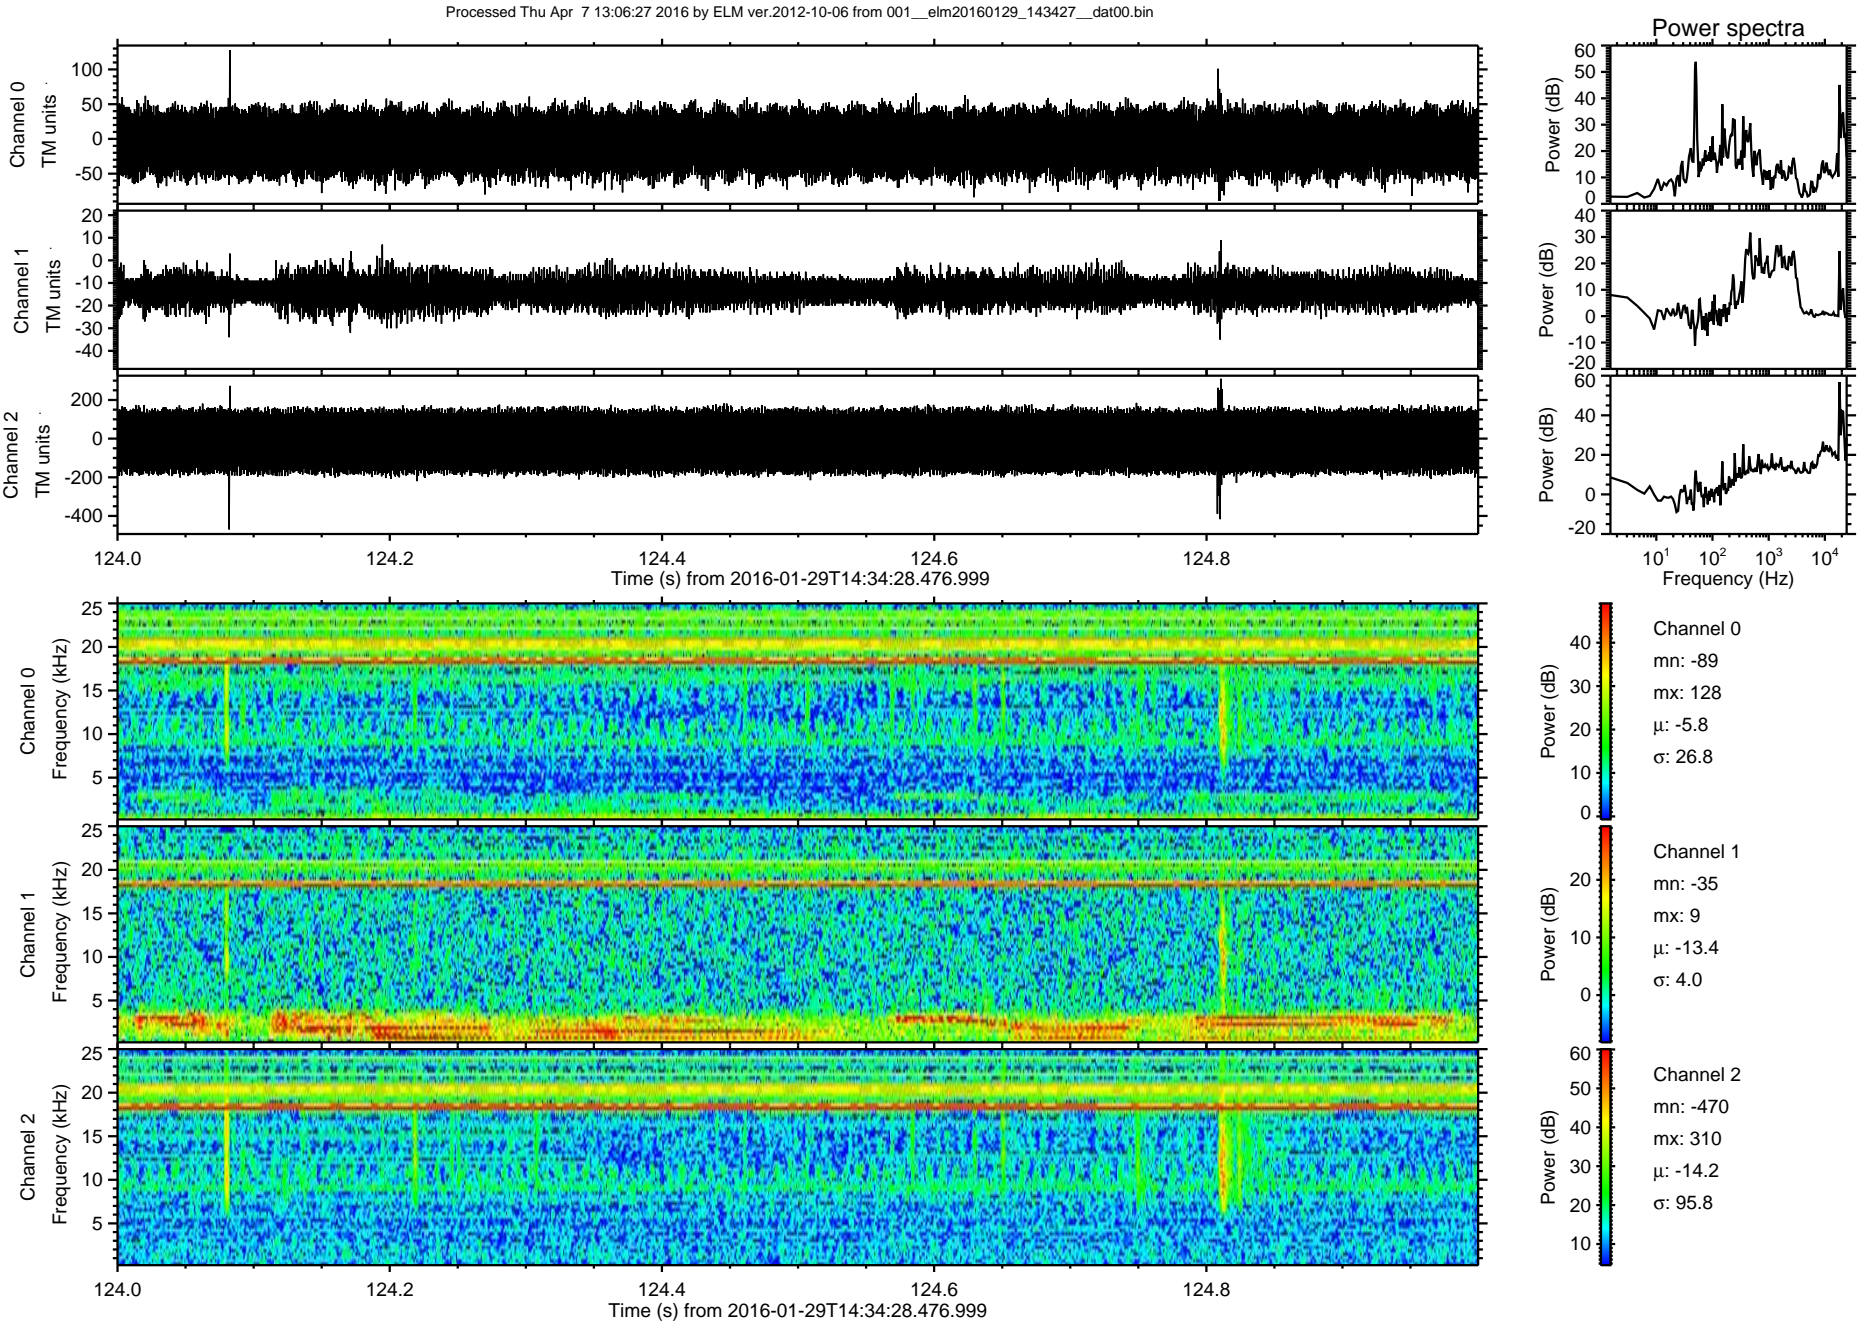 Processed Thu Apr  7 13:06:27 2016 by ELM ver.2012-10-06 from 001__elm20160129_143427__dat00.bin
Power spectra
Channel 0
TM units
100
50
0
-50
Power (dB)
60
50
40
30
20
10
0
Channel 1
TM units
20
10
0
-10
-20
-30
-40
Power (dB)
40
30
20
10
0
-10
-20
Channel 2
TM units
200
0
-200
-400
Power (dB)
60
40
20
0
-20
124.0 124.2 124.4 124.6 124.8
Time (s) from 2016-01-29T14:34:28.476.999
10¹ 10² 10³ 10⁴
Frequency (Hz)
Channel 0
Frequency (kHz)
25
20
15
10
5
Power (dB)
40
30
20
10
0
Channel 0
mn: -89
mx: 128
µ: -5.8
σ: 26.8
Channel 1
Frequency (kHz)
25
20
15
10
5
Power (dB)
20
10
0
Channel 1
mn: -35
mx: 9
µ: -13.4
σ: 4.0
Channel 2
Frequency (kHz)
25
20
15
10
5
Power (dB)
60
50
40
30
20
10
Channel 2
mn: -470
mx: 310
µ: -14.2
σ: 95.8
124.0 124.2 124.4 124.6 124.8
Time (s) from 2016-01-29T14:34:28.476.999